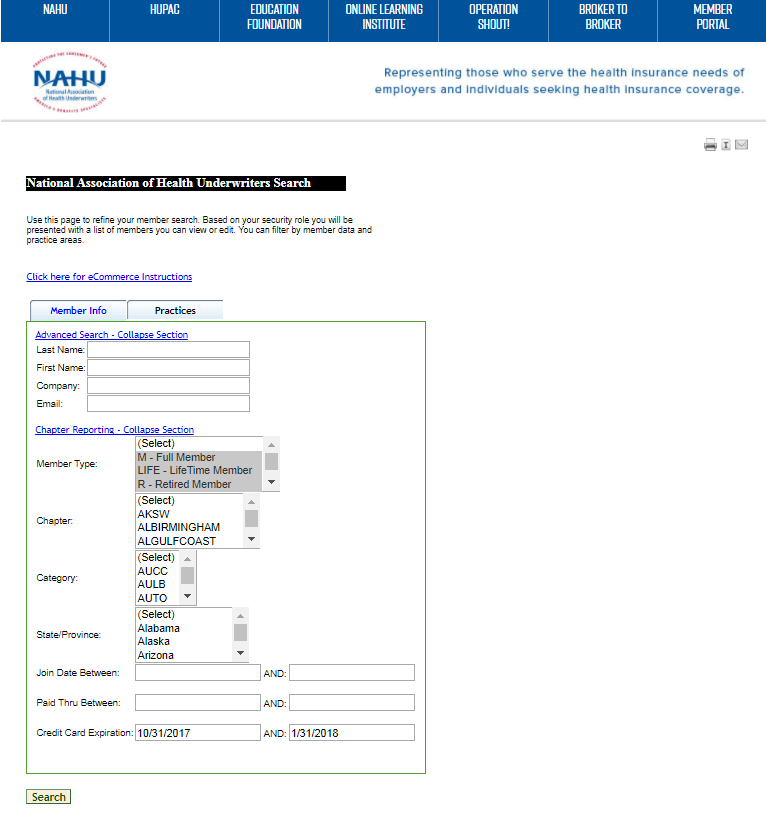 NAHU
HUPAC
EDUCATION
FOUNDATION
ONLINE LEARNING
INSTITUTE
OPERATION
SHOUT!
BROKER TO
BROKER
MEMBER
PORTAL
PROTECTING THE CONSUMER'S FUTURE
NAHU
National Association
of Health Underwriters
AMERICA'S BENEFITS SPECIALISTS
Representing those who serve the health insurance needs of
employers and individuals seeking health insurance coverage.
National Association of Health Underwriters Search
Use this page to refine your member search. Based on your security role you will be
presented with a list of members you can view or edit. You can filter by member data and
practice areas.
Click here for eCommerce Instructions
Member Info
Practices
Advanced Search - Collapse Section
Last Name:
First Name:
Company:
Email:
Chapter Reporting - Collapse Section
Member Type:
(Select)
M - Full Member
LIFE - LifeTime Member
R - Retired Member
Chapter:
(Select)
AKSW
ALBIRMINGHAM
ALGULFCOAST
Category:
(Select)
AUCC
AULB
AUTO
State/Province:
(Select)
Alabama
Alaska
Arizona
Join Date Between: AND:
Paid Thru Between: AND:
Credit Card Expiration: 10/31/2017 AND: 1/31/2018
Search